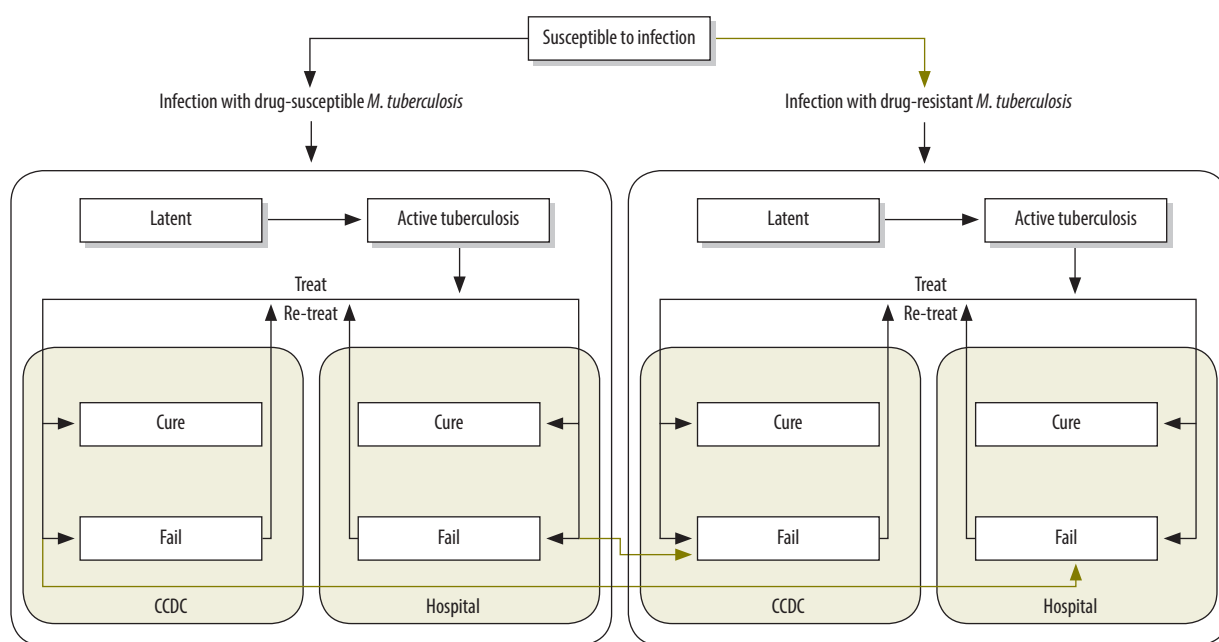 Susceptible to infection
Infection with drug-susceptible M. tuberculosis
Infection with drug-resistant M. tuberculosis
Latent
Active tuberculosis
Treat
Re-treat
Cure
Cure
Fail
Fail
CCDC
Hospital
Latent
Active tuberculosis
Treat
Re-treat
Cure
Cure
Fail
Fail
CCDC
Hospital